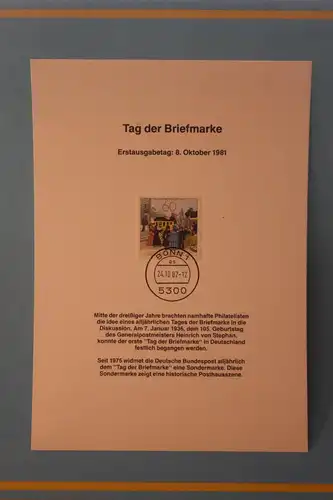 Tag der Briefmarke
Erstausgabetag: 8. Oktober 1981
60
BONN 1
24.10.87-12
5300
Mitte der dreißiger Jahre brachten namhafte Philatelisten
die Idee eines alljährlichen Tages der Briefmarke in die
Diskussion. Am 7. Januar 1936, dem 105. Geburtstag
des Generalpostmeisters Heinrich von Stephan,
konnte der erste "Tag der Briefmarke" in Deutschland
festlich begangen werden.
Seit 1976 widmet die Deutsche Bundespost alljährlich
dem "Tag der Briefmarke" eine Sondermarke. Diese
Sondermarke zeigt eine historische Posthausszene.